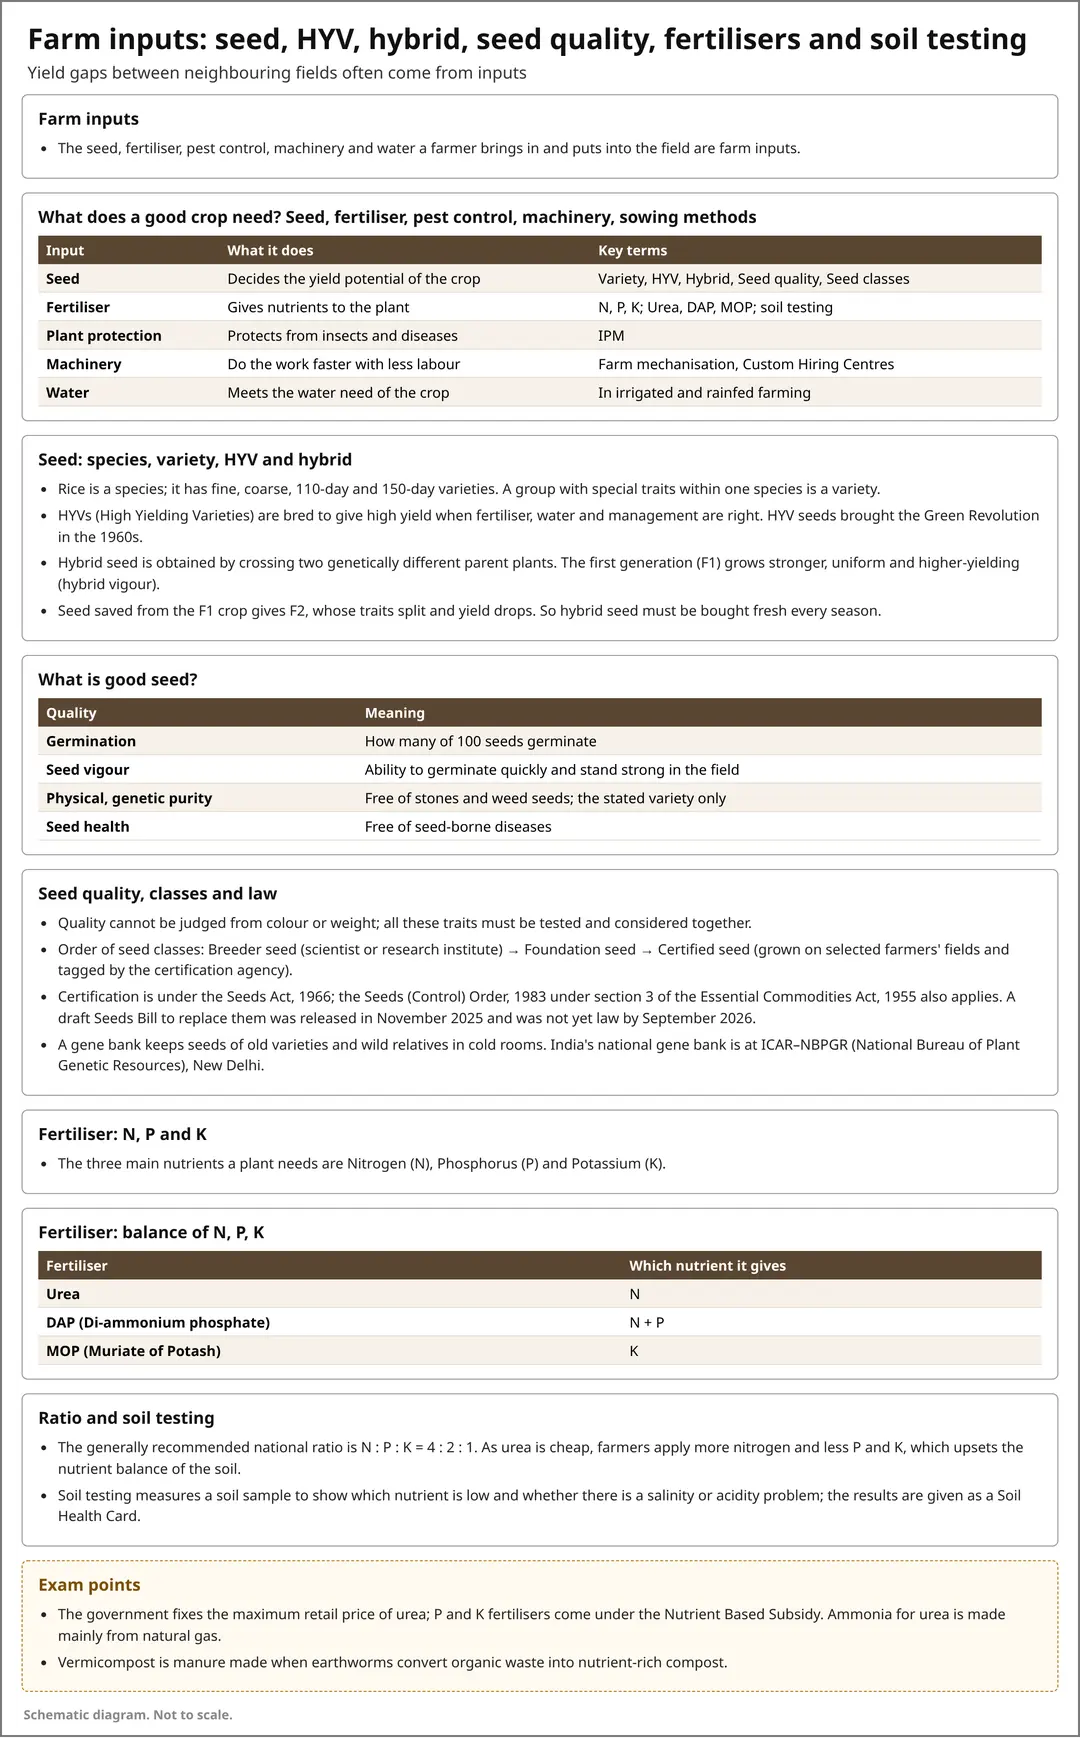 Farm inputs: seed, HYV, hybrid, seed quality, fertilisers and soil testing
Yield gaps between neighbouring fields often come from inputs
Farm inputs
• The seed, fertiliser, pest control, machinery and water a farmer brings in and puts into the field are farm inputs.
What does a good crop need? Seed, fertiliser, pest control, machinery, sowing methods
Input What it does Key terms
Seed Decides the yield potential of the crop Variety, HYV, Hybrid, Seed quality, Seed classes
Fertiliser Gives nutrients to the plant N, P, K; Urea, DAP, MOP; soil testing
Plant protection Protects from insects and diseases IPM
Machinery Do the work faster with less labour Farm mechanisation, Custom Hiring Centres
Water Meets the water need of the crop In irrigated and rainfed farming
Seed: species, variety, HYV and hybrid
• Rice is a species; it has fine, coarse, 110-day and 150-day varieties. A group with special traits within one species is a variety.
• HYVs (High Yielding Varieties) are bred to give high yield when fertiliser, water and management are right. HYV seeds brought the Green Revolution
in the 1960s.
• Hybrid seed is obtained by crossing two genetically different parent plants. The first generation (F1) grows stronger, uniform and higher-yielding
(hybrid vigour).
• Seed saved from the F1 crop gives F2, whose traits split and yield drops. So hybrid seed must be bought fresh every season.
What is good seed?
Quality Meaning
Germination How many of 100 seeds germinate
Seed vigour Ability to germinate quickly and stand strong in the field
Physical, genetic purity Free of stones and weed seeds; the stated variety only
Seed health Free of seed-borne diseases
Seed quality, classes and law
• Quality cannot be judged from colour or weight; all these traits must be tested and considered together.
• Order of seed classes: Breeder seed (scientist or research institute) → Foundation seed → Certified seed (grown on selected farmers' fields and
tagged by the certification agency).
• Certification is under the Seeds Act, 1966; the Seeds (Control) Order, 1983 under section 3 of the Essential Commodities Act, 1955 also applies. A
draft Seeds Bill to replace them was released in November 2025 and was not yet law by September 2026.
• A gene bank keeps seeds of old varieties and wild relatives in cold rooms. India's national gene bank is at ICAR–NBPGR (National Bureau of Plant
Genetic Resources), New Delhi.
Fertiliser: N, P and K
• The three main nutrients a plant needs are Nitrogen (N), Phosphorus (P) and Potassium (K).
Fertiliser: balance of N, P, K
Fertiliser Which nutrient it gives
Urea N
DAP (Di-ammonium phosphate) N + P
MOP (Muriate of Potash) K
Ratio and soil testing
• The generally recommended national ratio is N : P : K = 4 : 2 : 1. As urea is cheap, farmers apply more nitrogen and less P and K, which upsets the
nutrient balance of the soil.
• Soil testing measures a soil sample to show which nutrient is low and whether there is a salinity or acidity problem; the results are given as a Soil
Health Card.
Exam points
• The government fixes the maximum retail price of urea; P and K fertilisers come under the Nutrient Based Subsidy. Ammonia for urea is made
mainly from natural gas.
• Vermicompost is manure made when earthworms convert organic waste into nutrient-rich compost.
Schematic diagram. Not to scale.